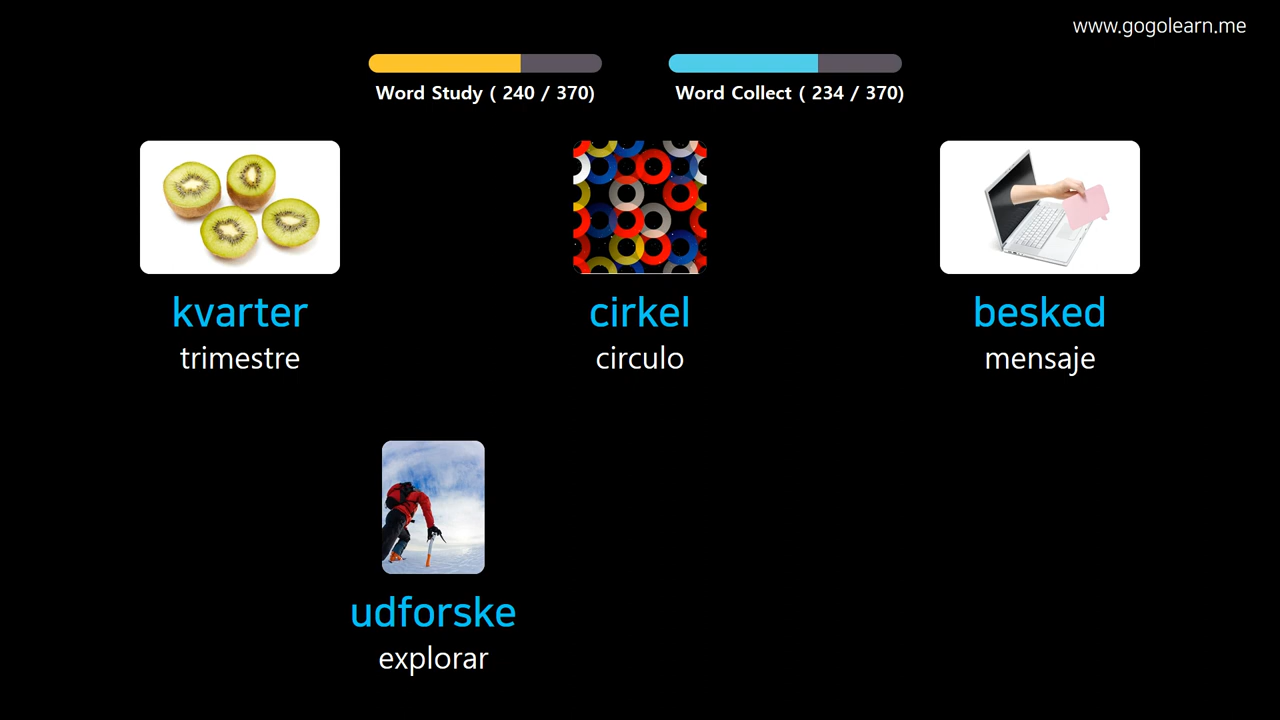 www.gogolearn.me
Word Study ( 240 / 370)
Word Collect ( 234 / 370)
kvarter
trimestre
cirkel
circulo
besked
mensaje
udforske
explorar